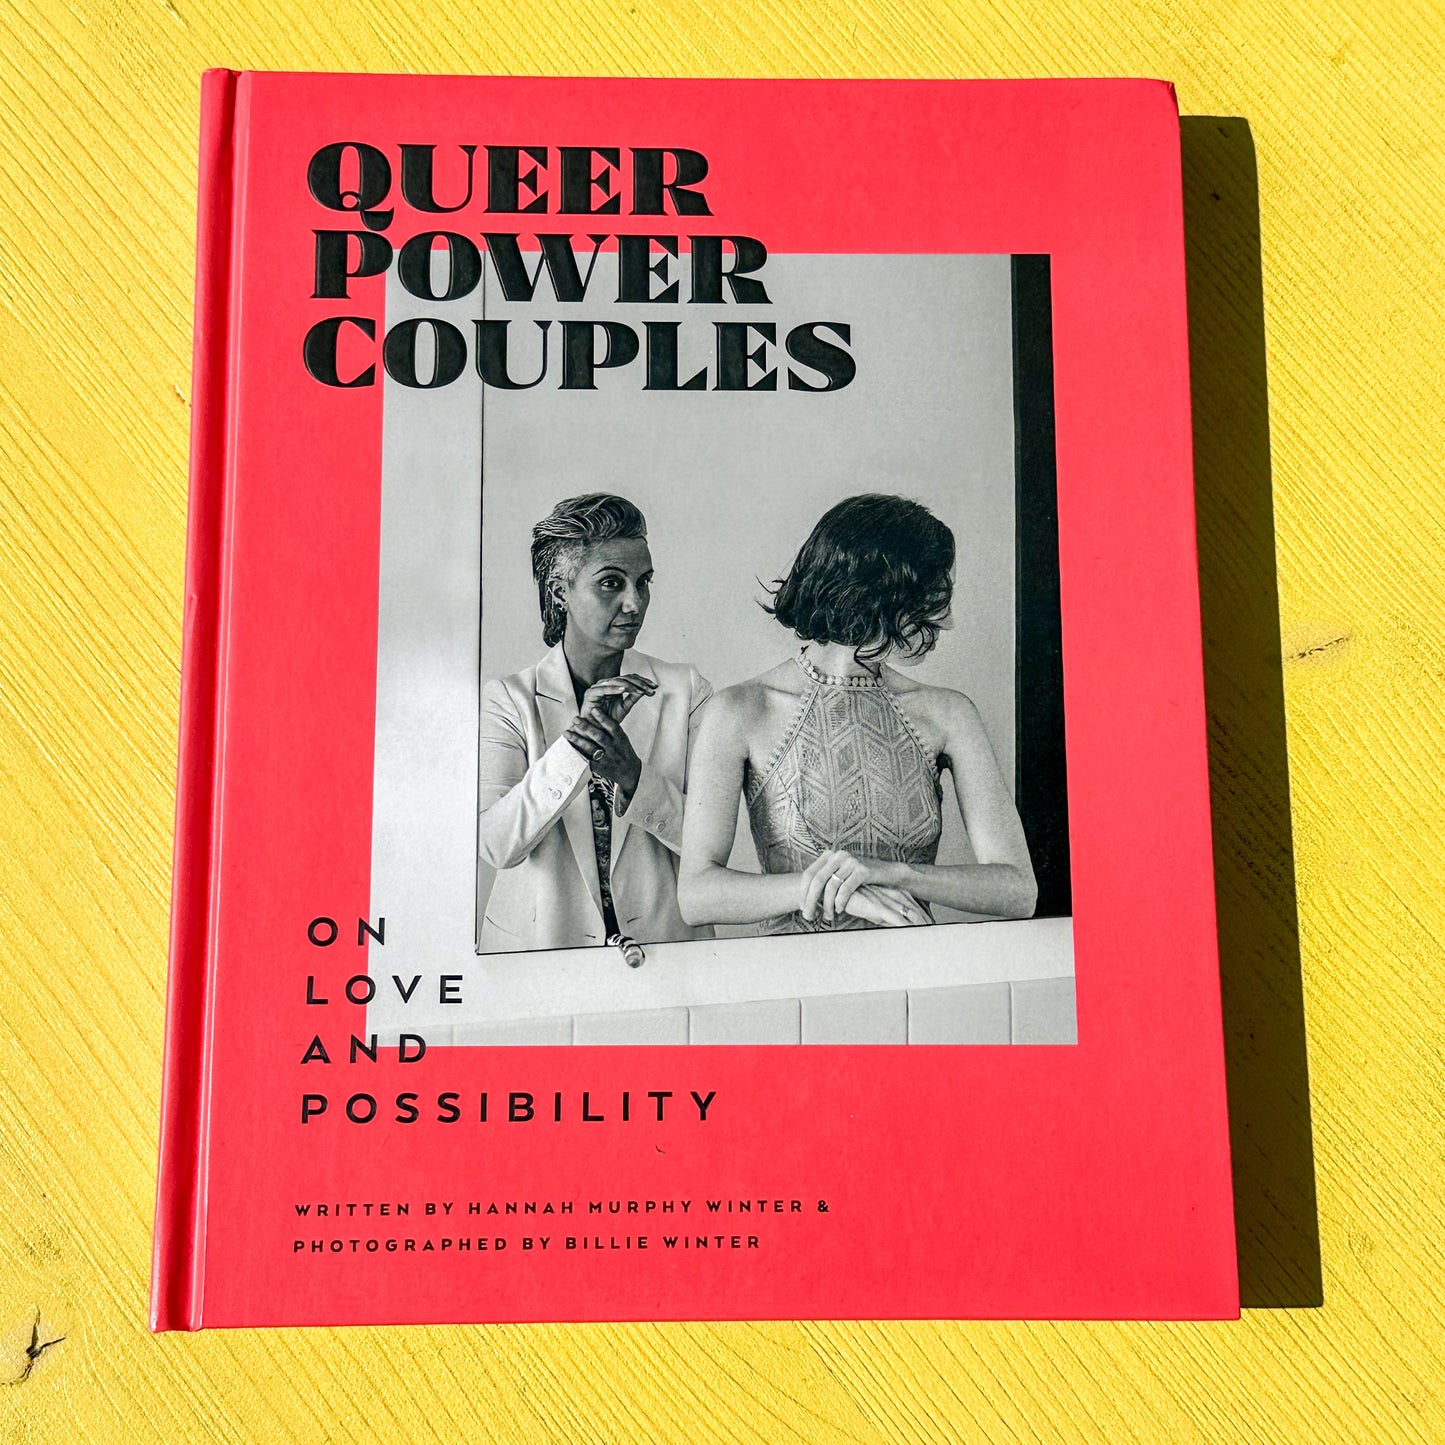 QUEER
POWER
COUPLES
ON
LOVE
AND
POSSIBILITY
WRITTEN BY HANNAH MURPHY WINTER &
PHOTOGRAPHED BY BILLIE WINTER